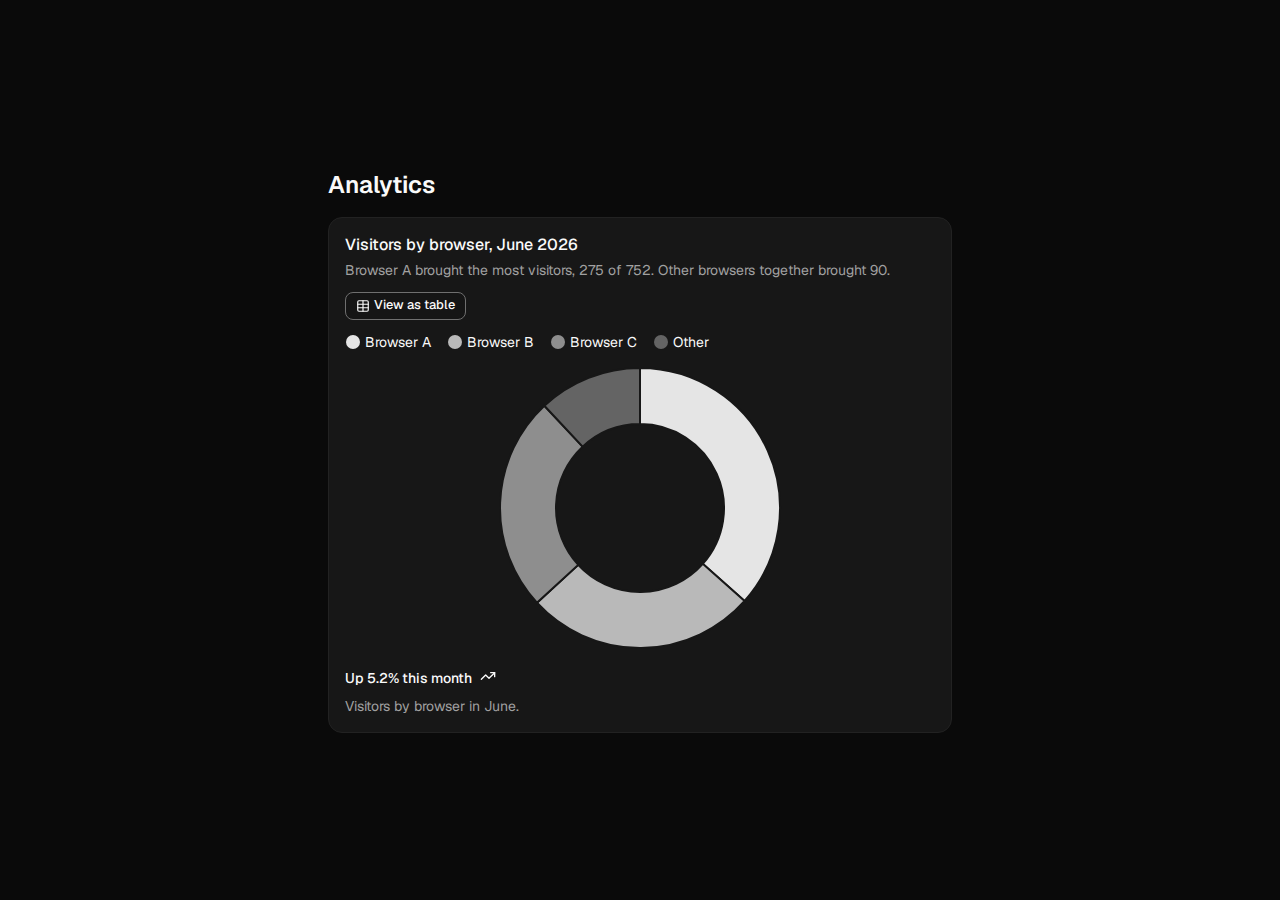 Analytics
Visitors by browser, June 2026
Browser A brought the most visitors, 275 of 752. Other browsers together brought 90.
View as table
Browser A Browser B Browser C Other
Up 5.2% this month
Visitors by browser in June.